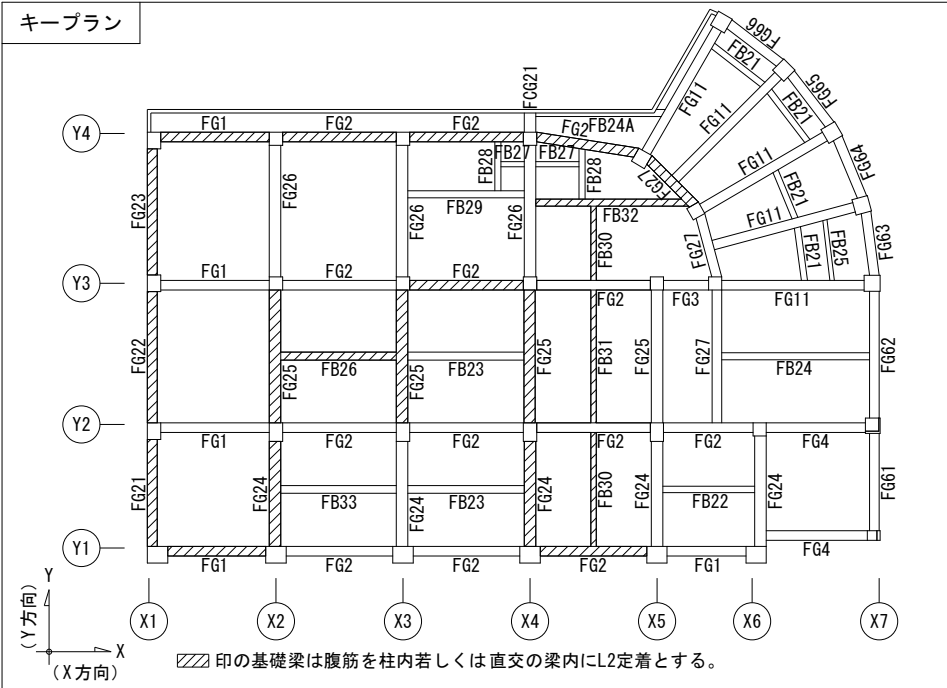 キープラン
FG66
FCG21
FB21
FG65
FG11
FG11
FB21
Y4
FG1
FG2
FG2
FG2
FB24A
FG64
FB28
FB27
FB27
FB28
FG27
FG11
FB21
FG23
FG26
FG26
FB29
FG26
FB32
FG11
FB30
FG27
FB21
FB25
FG63
Y3
FG1
FG2
FG2
FG2
FG3
FG11
FG22
FG25
FB26
FG25
FB23
FG25
FB31
FG25
FG27
FB24
FG62
Y2
FG1
FG2
FG2
FG2
FG2
FG4
FG21
FG24
FB33
FG24
FB23
FG24
FB30
FG24
FB22
FG24
FG61
Y1
FG1
FG2
FG2
FG2
FG1
FG4
Y
(Y方向)
X
(X方向)
X1
X2
X3
X4
X5
X6
X7
印の基礎梁は腹筋を柱内若しくは直交の梁内にL2定着とする。